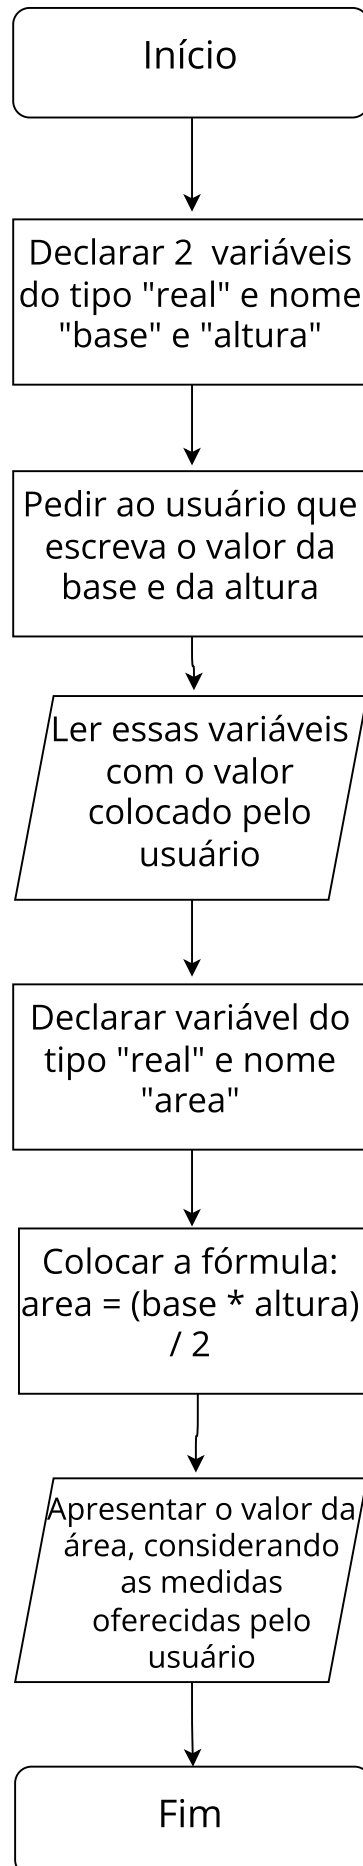 Início
Declarar 2  variáveis
do tipo "real" e nome
"base" e "altura"
Pedir ao usuário que
escreva o valor da
base e da altura
Ler essas variáveis
com o valor
colocado pelo
usuário
Declarar variável do
tipo "real" e nome
"area"
Colocar a fórmula:
area = (base * altura)
/ 2
Apresentar o valor da
área, considerando
as medidas
oferecidas pelo
usuário
Fim